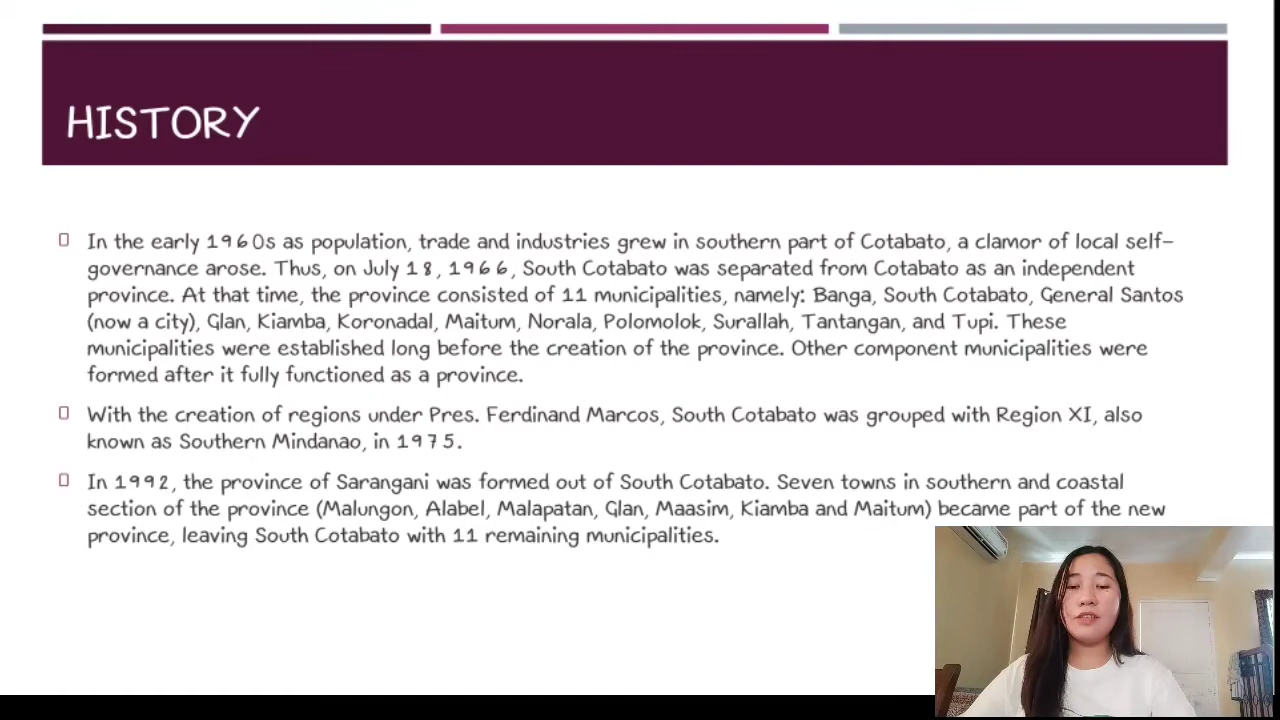 HISTORY
In the early 1960s as population, trade and industries grew in southern part of Cotabato, a clamor of local self-
governance arose. Thus, on July 18, 1966, South Cotabato was separated from Cotabato as an independent
province. At that time, the province consisted of 11 municipalities, namely: Banga, South Cotabato, General Santos
(now a city), Glan, Kiamba, Koronadal, Maitum, Norala, Polomolok, Surallah, Tantangan, and Tupi. These
municipalities were established long before the creation of the province. Other component municipalities were
formed after it fully functioned as a province.
With the creation of regions under Pres. Ferdinand Marcos, South Cotabato was grouped with Region XI, also
known as Southern Mindanao, in 1975.
In 1992, the province of Sarangani was formed out of South Cotabato. Seven towns in southern and coastal
section of the province (Malungon, Alabel, Malapatan, Glan, Maasim, Kiamba and Maitum) became part of the new
province, leaving South Cotabato with 11 remaining municipalities.